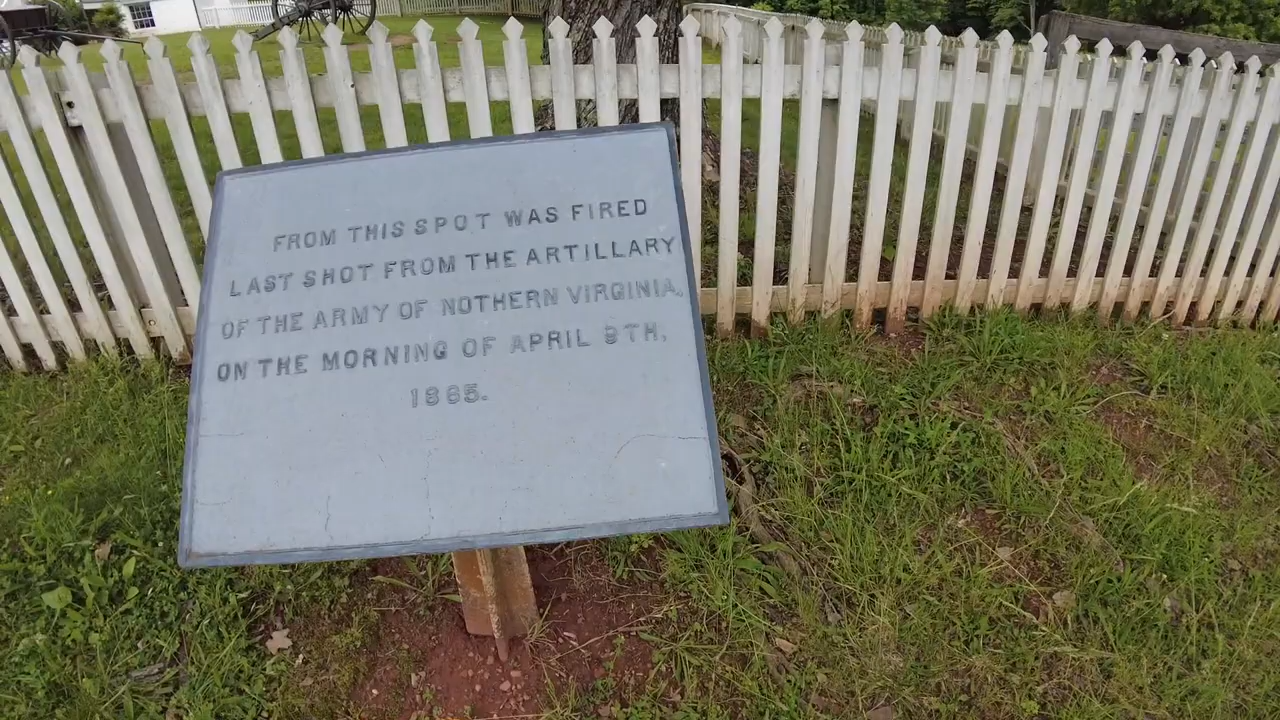 FROM THIS SPOT WAS FIRED
LAST SHOT FROM THE ARTILLARY
OF THE ARMY OF NOTHERN VIRGINIA,
ON THE MORNING OF APRIL 9TH,
1865.